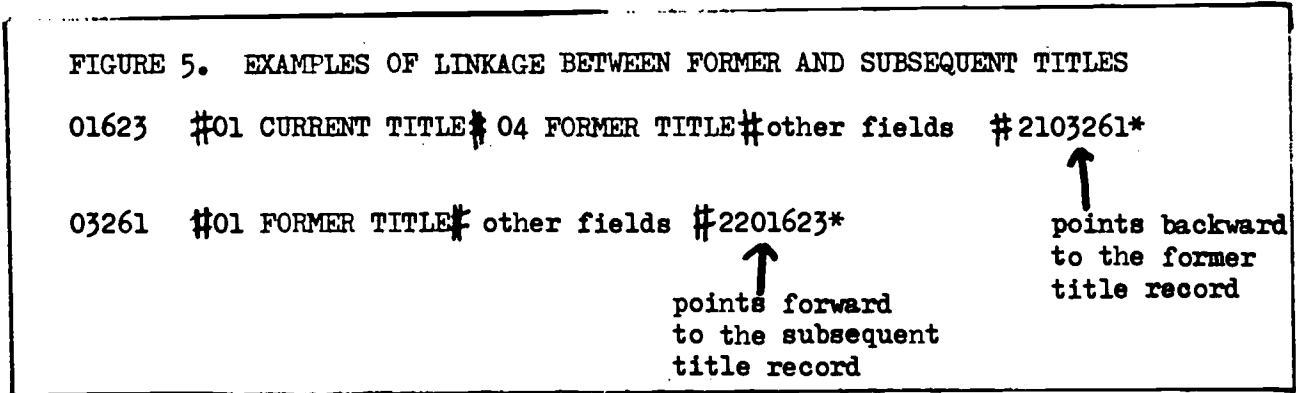 FIGURE 5. EXAMPLES OF LINKAGE BETWEEN FORMER AND SUBSEQUENT TITLES
01623 #01 CURRENT TITLE# 04 FORMER TITLE#other fields #2103261*
03261 #01 FORMER TITLE# other fields #2201623*
points backward
to the former
title record
points forward
to the subsequent
title record